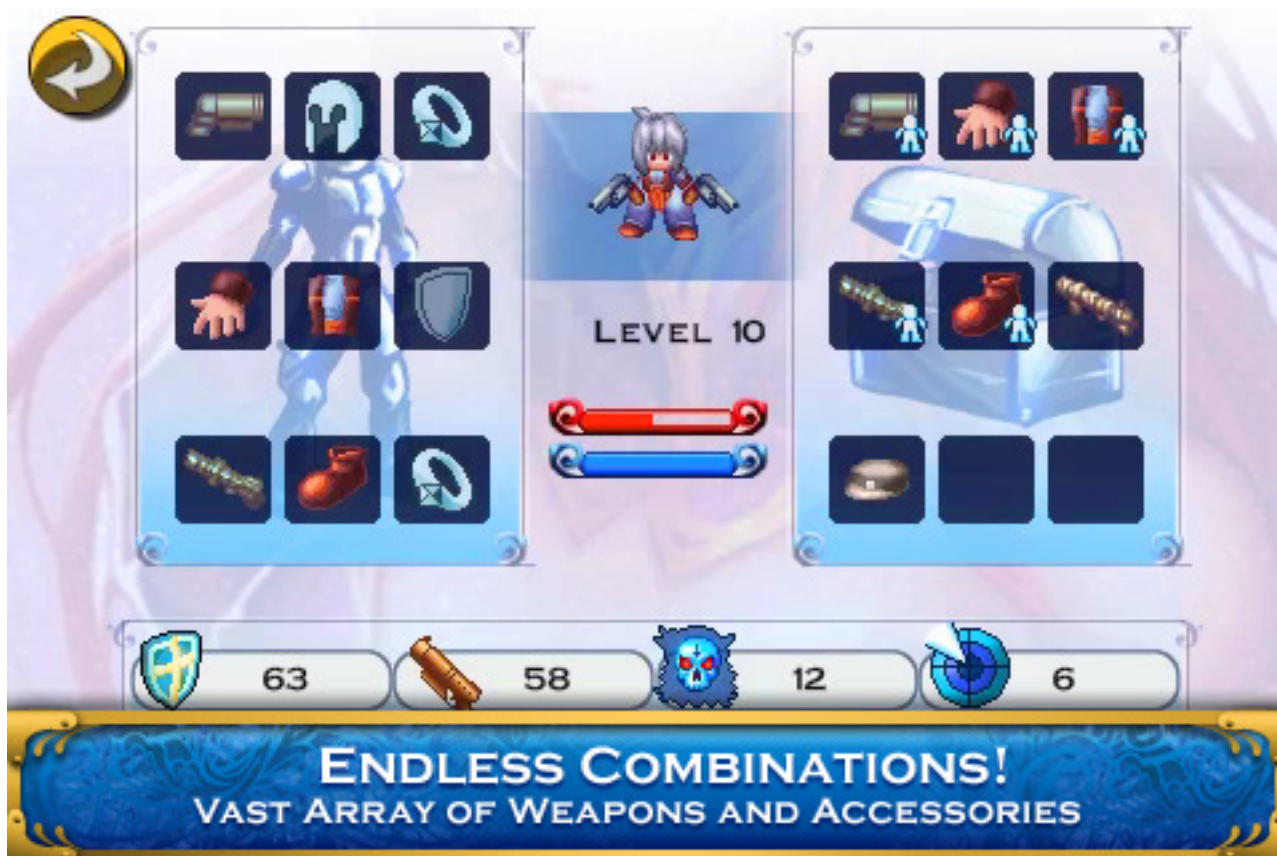 Level 10
63 58 12 6
Endless Combinations!
Vast Array of Weapons and Accessories